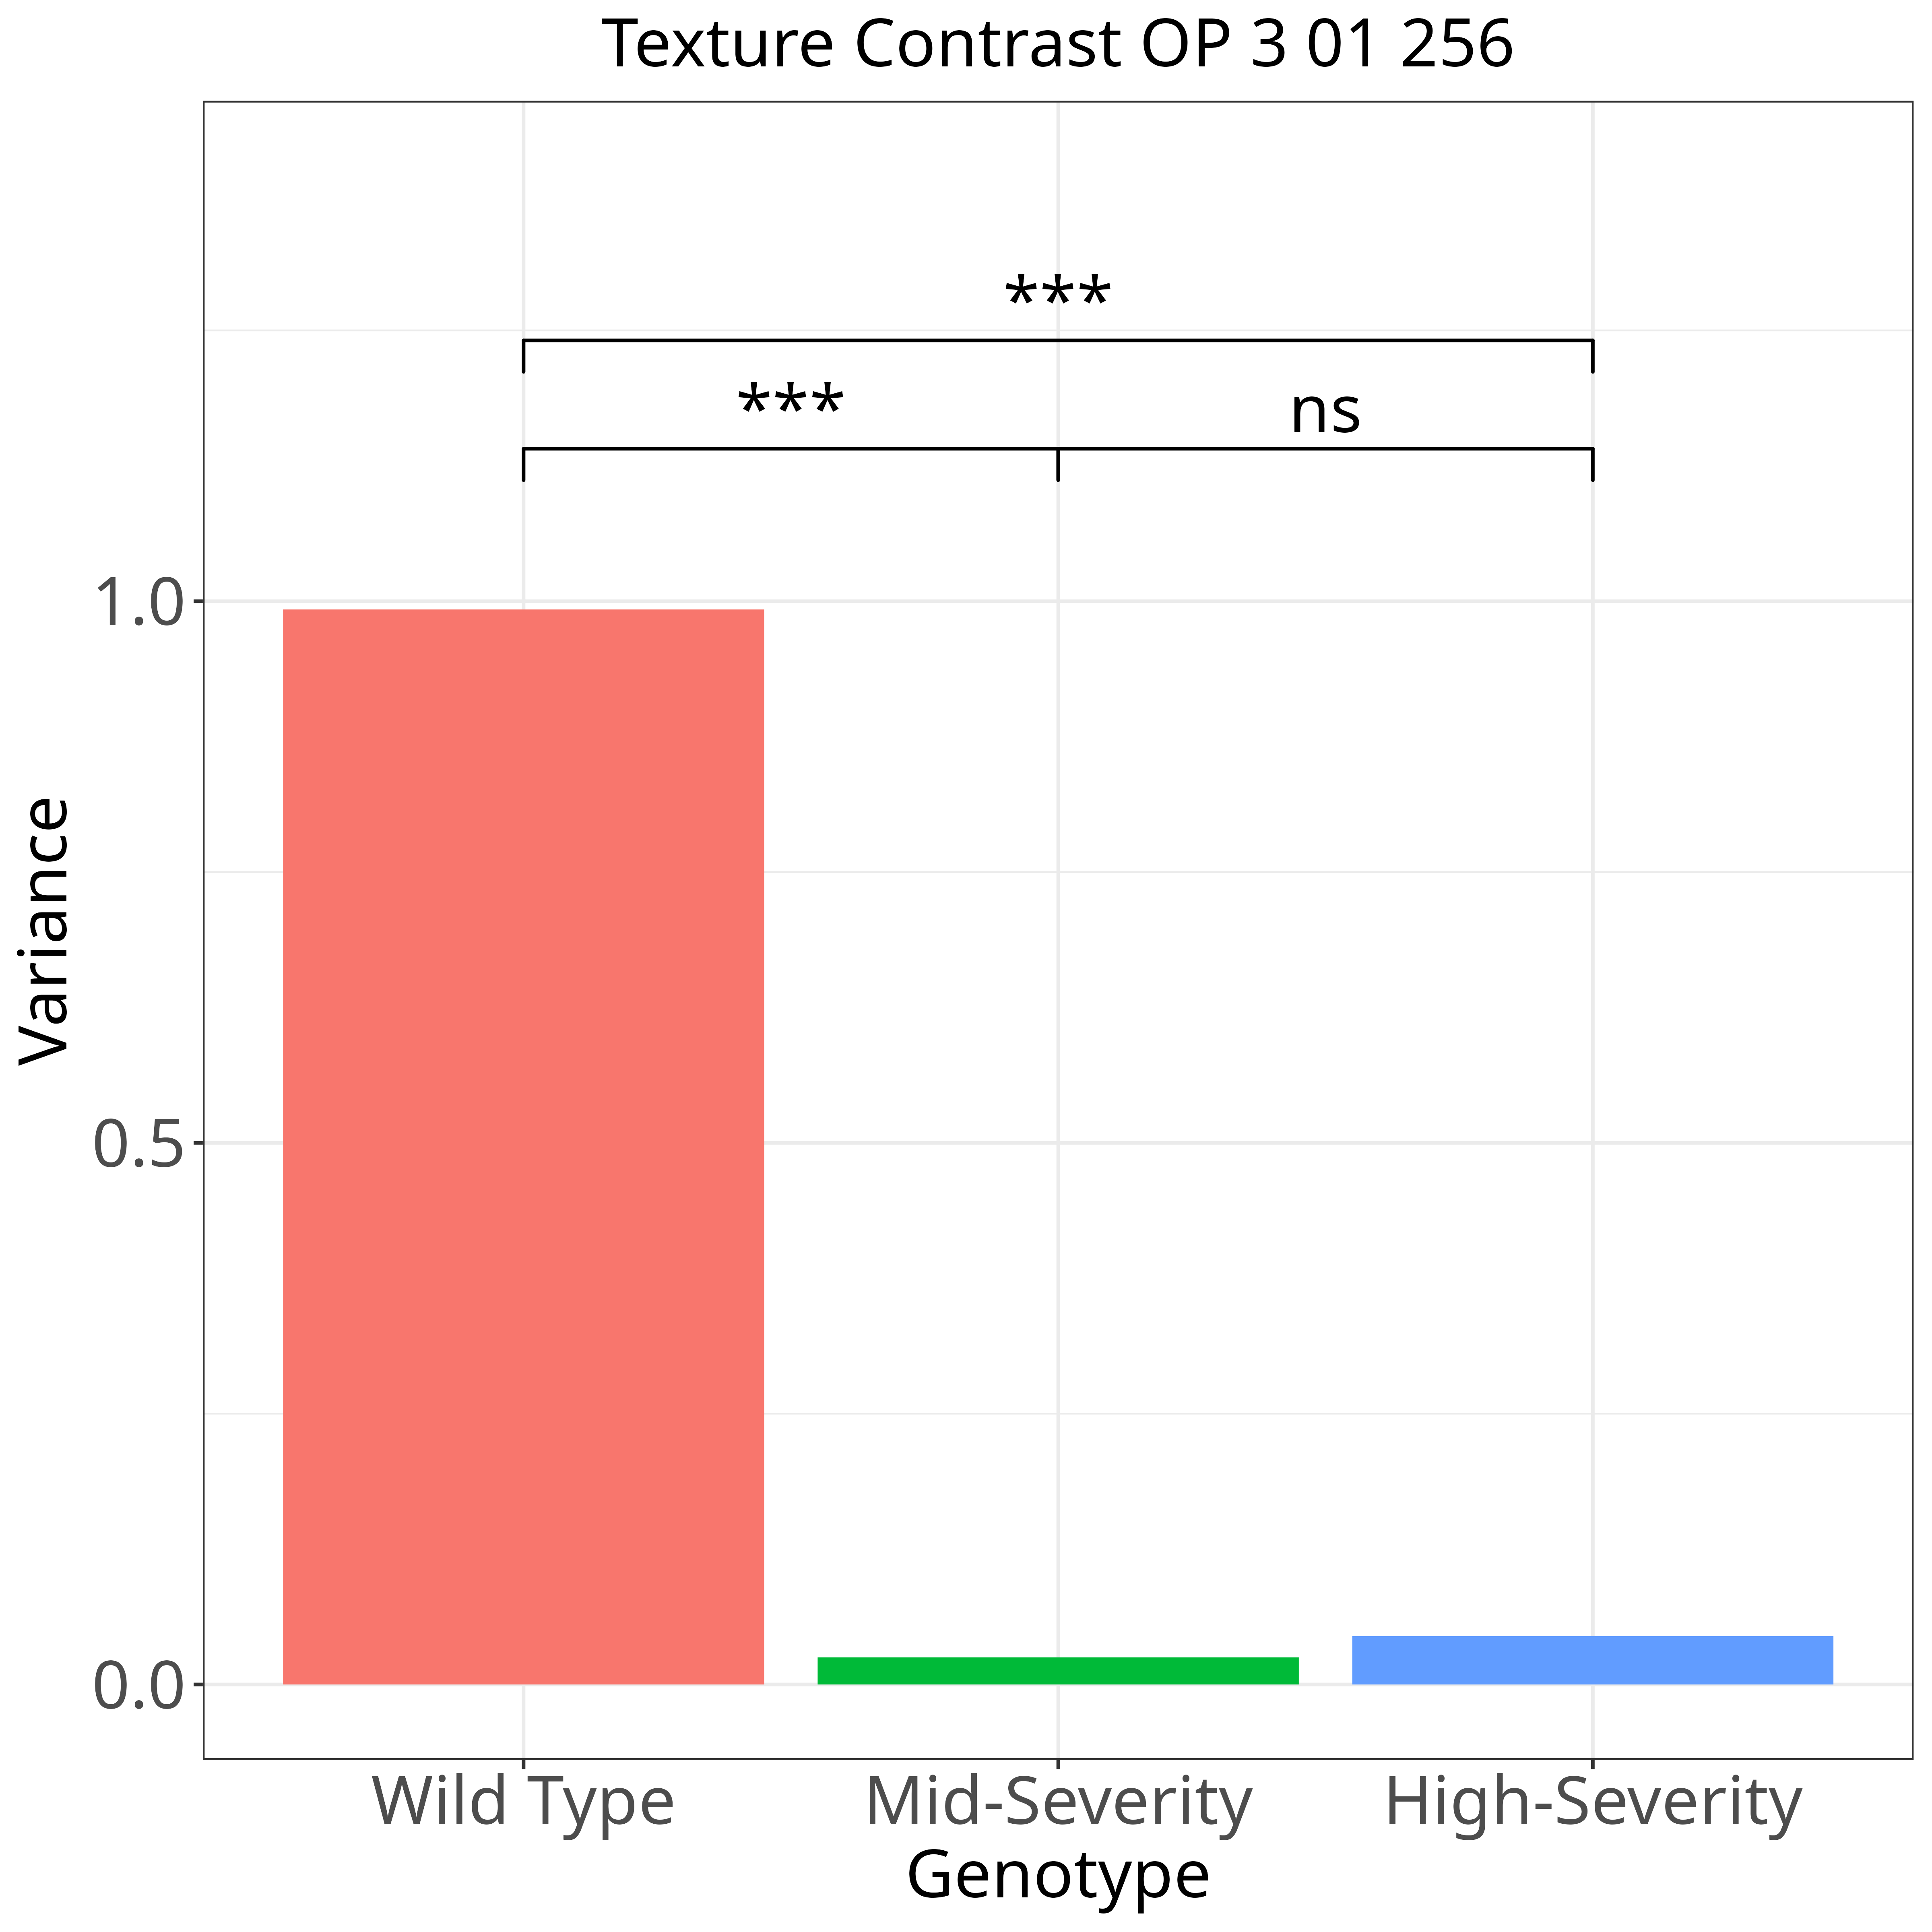 Texture Contrast OP 3 01 256
***
*** ns
1.0
0.5
0.0
Variance
Wild Type Mid-Severity High-Severity
Genotype